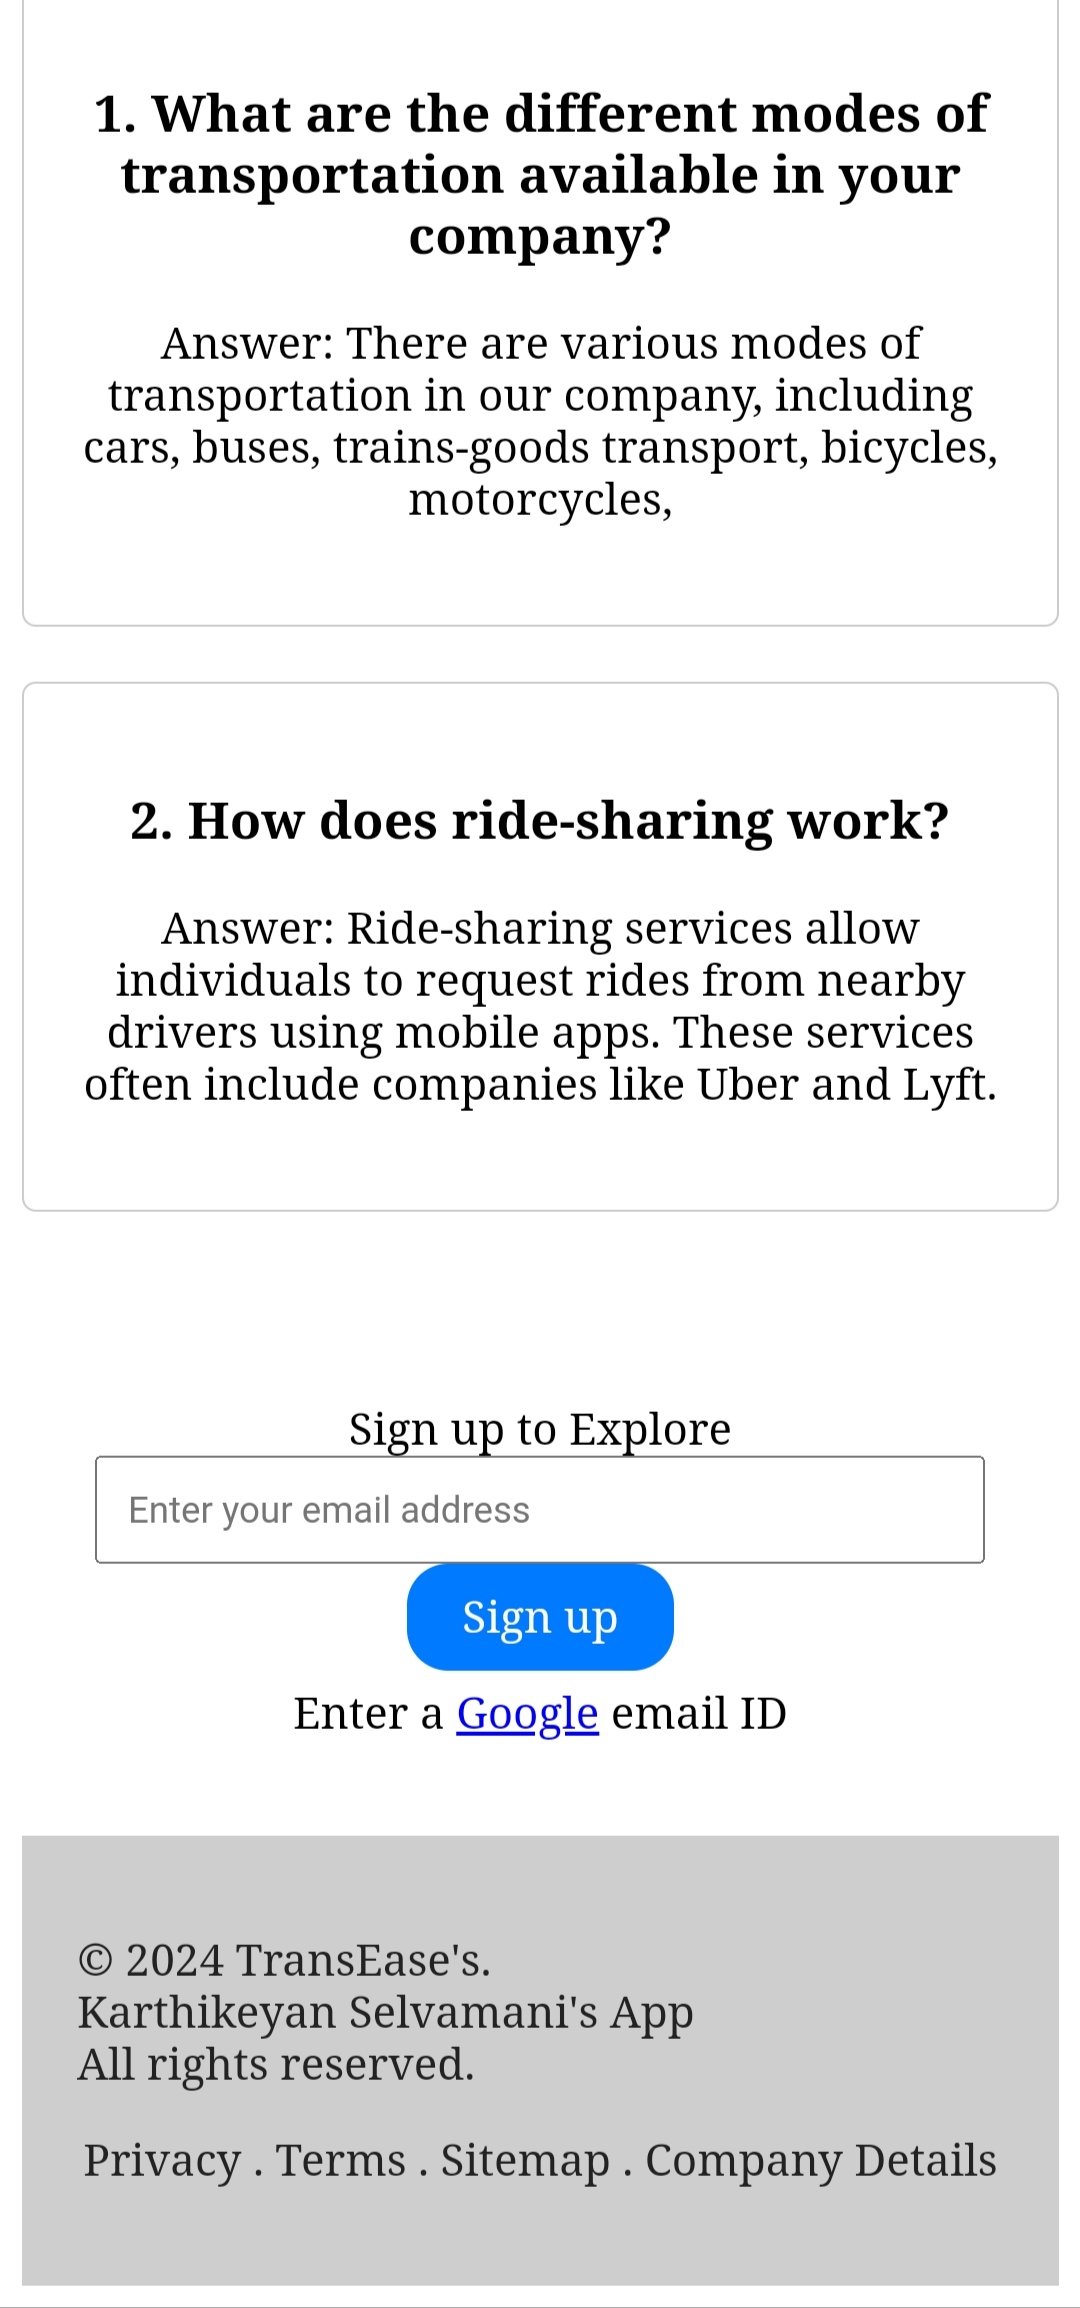 1. What are the different modes of
transportation available in your
company?
Answer: There are various modes of
transportation in our company, including
cars, buses, trains-goods transport, bicycles,
motorcycles,
2. How does ride-sharing work?
Answer: Ride-sharing services allow
individuals to request rides from nearby
drivers using mobile apps. These services
often include companies like Uber and Lyft.
Sign up to Explore
Enter your email address
Sign up
Enter a Google email ID
© 2024 TransEase's.
Karthikeyan Selvamani's App
All rights reserved.
Privacy . Terms . Sitemap . Company Details